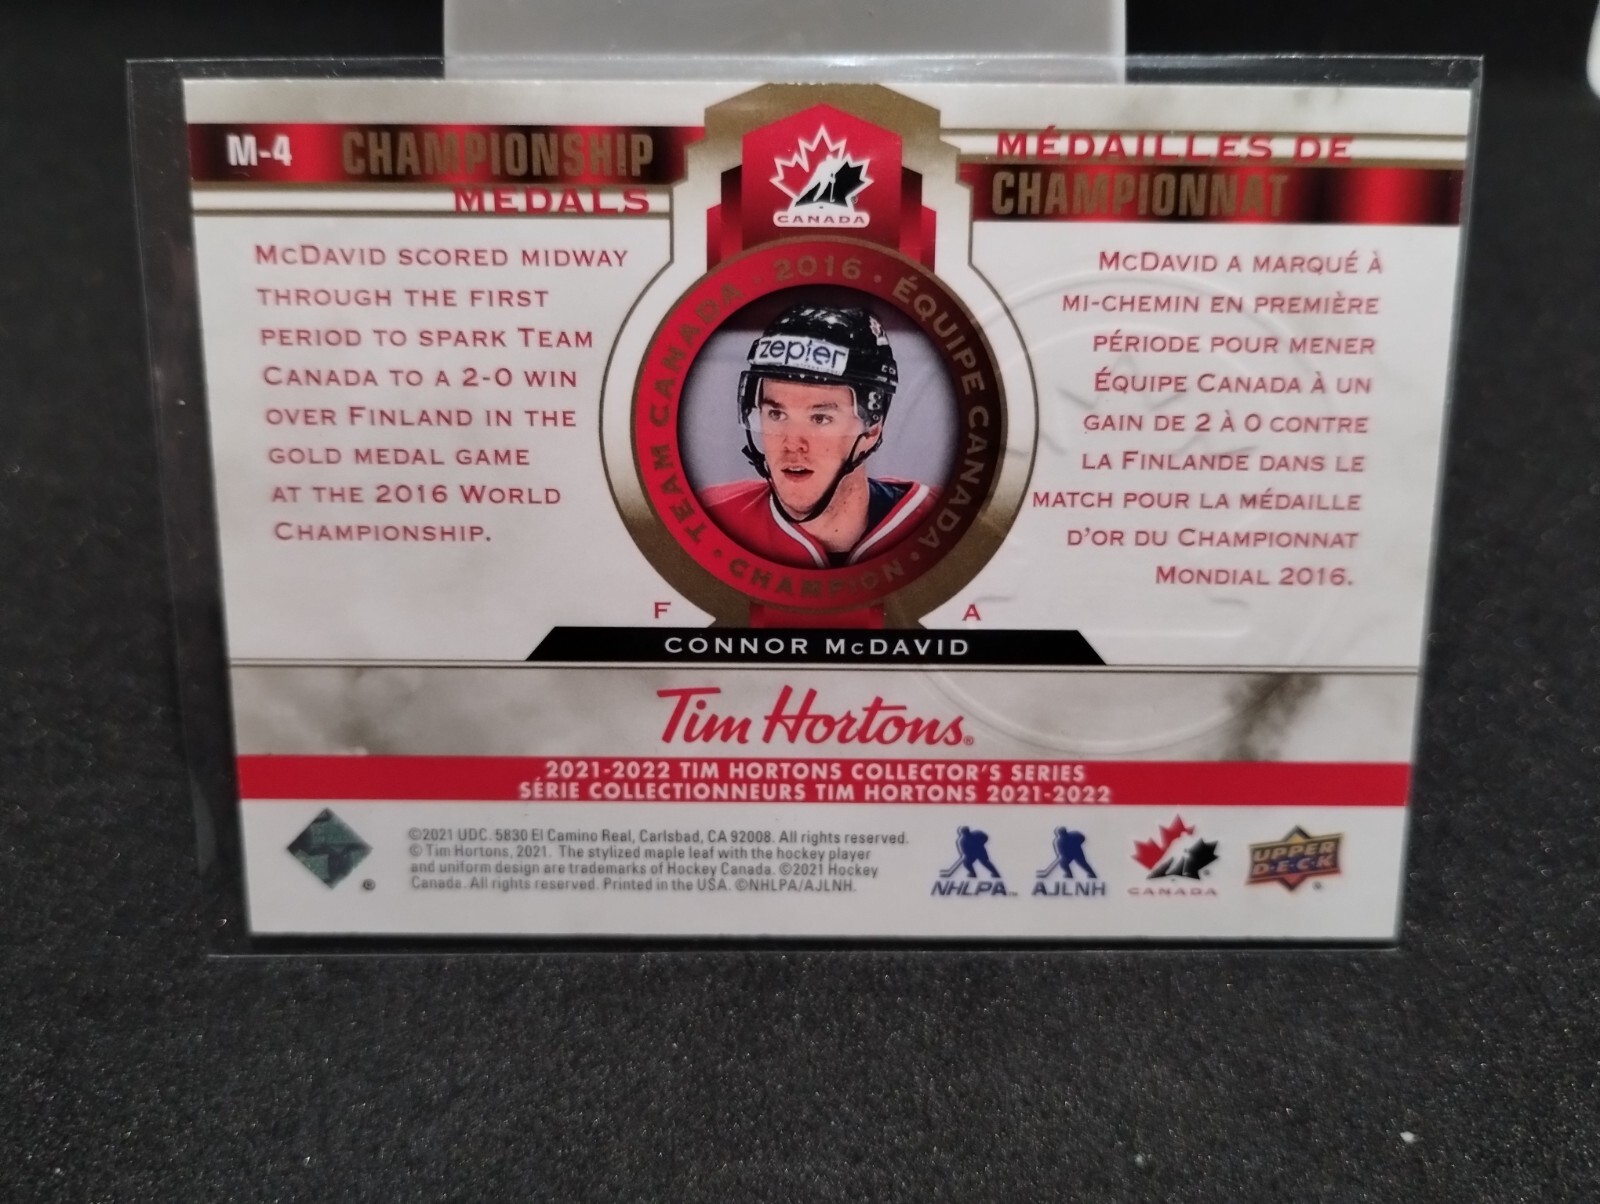 M-4 CHAMPIONSHIP
MEDALS
MCDAVID SCORED MIDWAY
THROUGH THE FIRST
PERIOD TO SPARK TEAM
CANADA TO A 2-0 WIN
OVER FINLAND IN THE
GOLD MEDAL GAME
AT THE 2016 WORLD
CHAMPIONSHIP.
CANADA
TEAM CANADA · 2016 · ÉQUIPE CANADA
· CHAMPION ·
zepter
MÉDAILLES DE
CHAMPIONNAT
MCDAVID A MARQUÉ À
MI-CHEMIN EN PREMIÈRE
PÉRIODE POUR MENER
ÉQUIPE CANADA À UN
GAIN DE 2 À 0 CONTRE
LA FINLANDE DANS LE
MATCH POUR LA MÉDAILLE
D'OR DU CHAMPIONNAT
MONDIAL 2016.
F A
CONNOR McDAVID
Tim Hortons®
2021-2022 TIM HORTONS COLLECTOR'S SERIES
SÉRIE COLLECTIONNEURS TIM HORTONS 2021-2022
©2021 UDC. 5830 El Camino Real, Carlsbad, CA 92008. All rights reserved.
© Tim Hortons, 2021. The stylized maple leaf with the hockey player
and uniform design are trademarks of Hockey Canada. ©2021 Hockey
Canada. All rights reserved. Printed in the USA. ©NHLPA/AJLNH.
®
NHLPA™ AJLNH CANADA UPPER DECK®